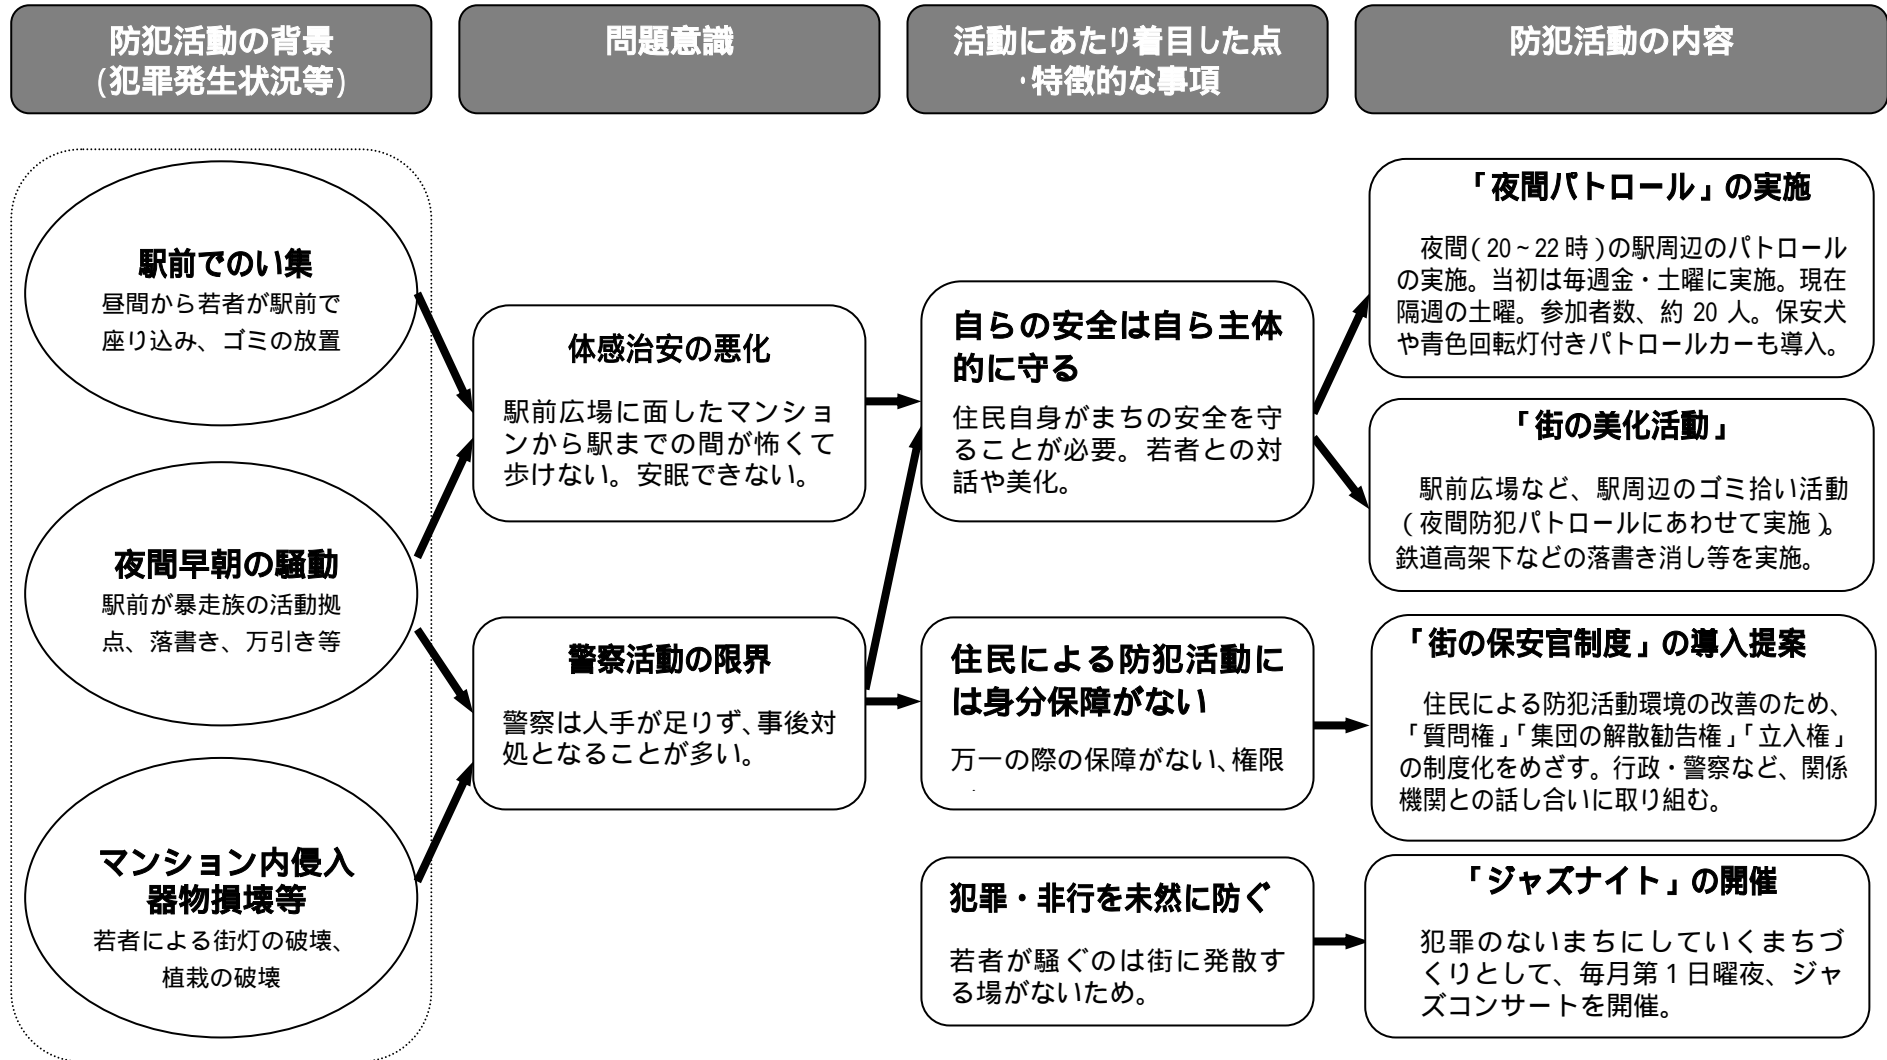 防犯活動の背景
(犯罪発生状況等)
問題意識
活動にあたり着目した点
・特徴的な事項
防犯活動の内容
駅前でのい集
昼間から若者が駅前で
座り込み、ゴミの放置
夜間早朝の騒動
駅前が暴走族の活動拠
点、落書き、万引き等
マンション内侵入
器物損壊等
若者による街灯の破壊、
植栽の破壊
体感治安の悪化
駅前広場に面したマンショ
ンから駅までの間が怖くて
歩けない。安眠できない。
警察活動の限界
警察は人手が足りず、事後対
処となることが多い。
自らの安全は自ら主体
的に守る
住民自身がまちの安全を守
ることが必要。若者との対
話や美化。
住民による防犯活動に
は身分保障がない
万一の際の保障がない、権限
犯罪・非行を未然に防ぐ
若者が騒ぐのは街に発散す
る場がないため。
「夜間パトロール」の実施
夜間(20~22時)の駅周辺のパトロール
の実施。当初は毎週金・土曜に実施。現在
隔週の土曜。参加者数、約 20 人。保安犬
や青色回転灯付きパトロールカーも導入。
「街の美化活動」
駅前広場など、駅周辺のゴミ拾い活動
(夜間防犯パトロールにあわせて実施)。
鉄道高架下などの落書き消し等を実施。
「街の保安官制度」の導入提案
住民による防犯活動環境の改善のため、
「質問権」「集団の解散勧告権」「立入権」
の制度化をめざす。行政・警察など、関係
機関との話し合いに取り組む。
「ジャズナイト」の開催
犯罪のないまちにしていくまちづ
くりとして、毎月第1日曜夜、ジャ
ズコンサートを開催。